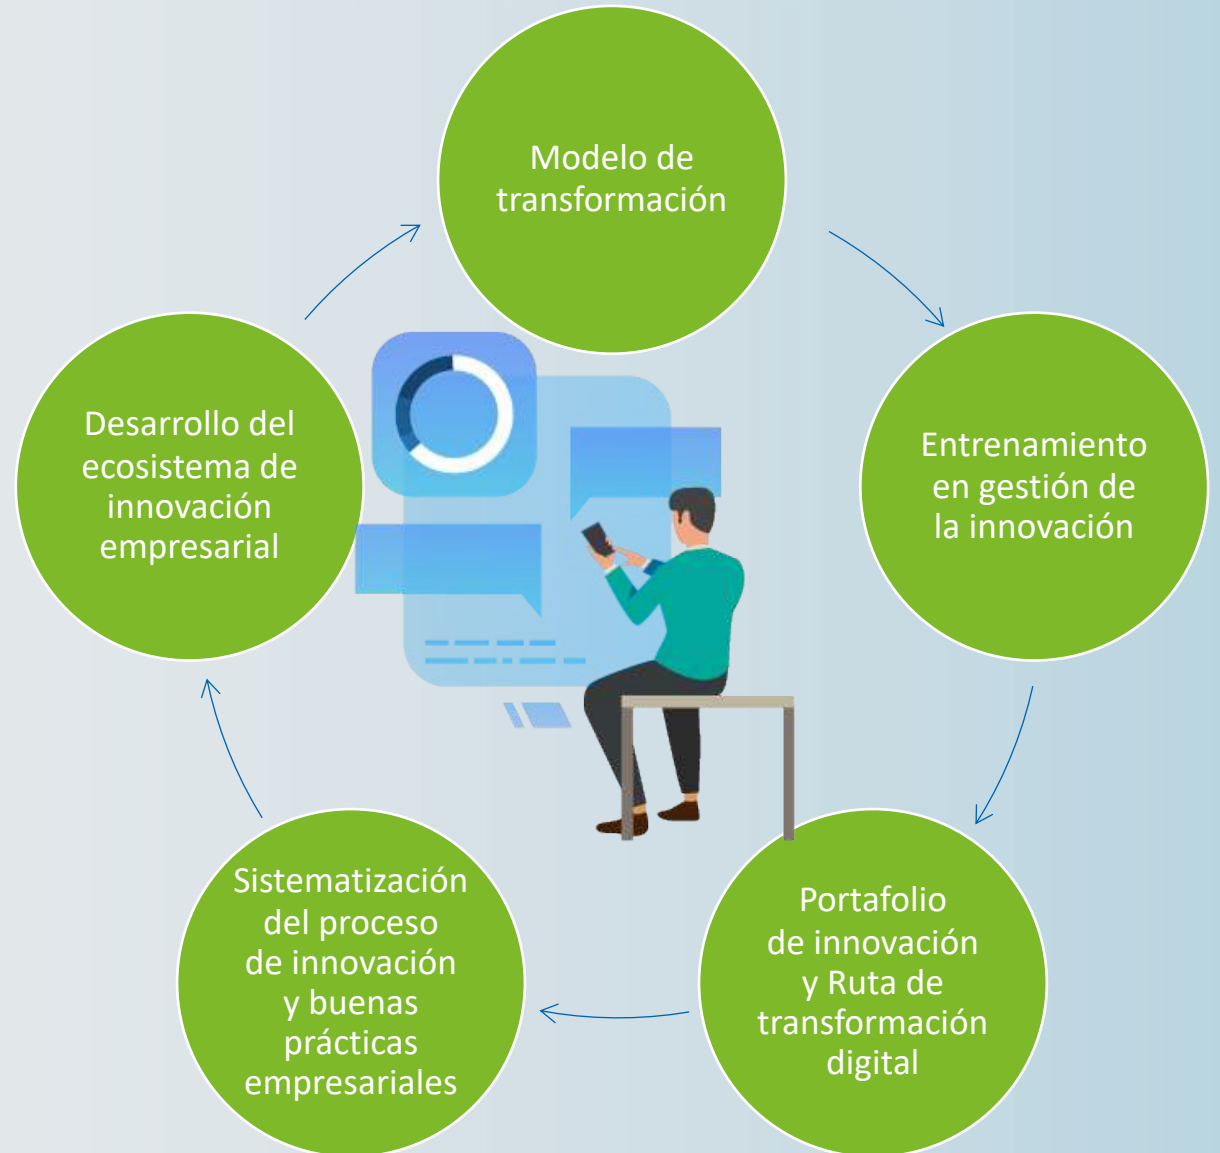 Modelo de
transformación
Entrenamiento
en gestión de
la innovación
Portafolio
de innovación
y Ruta de
transformación
digital
Sistematización
del proceso
de innovación
y buenas
prácticas
empresariales
Desarrollo del
ecosistema de
innovación
empresarial